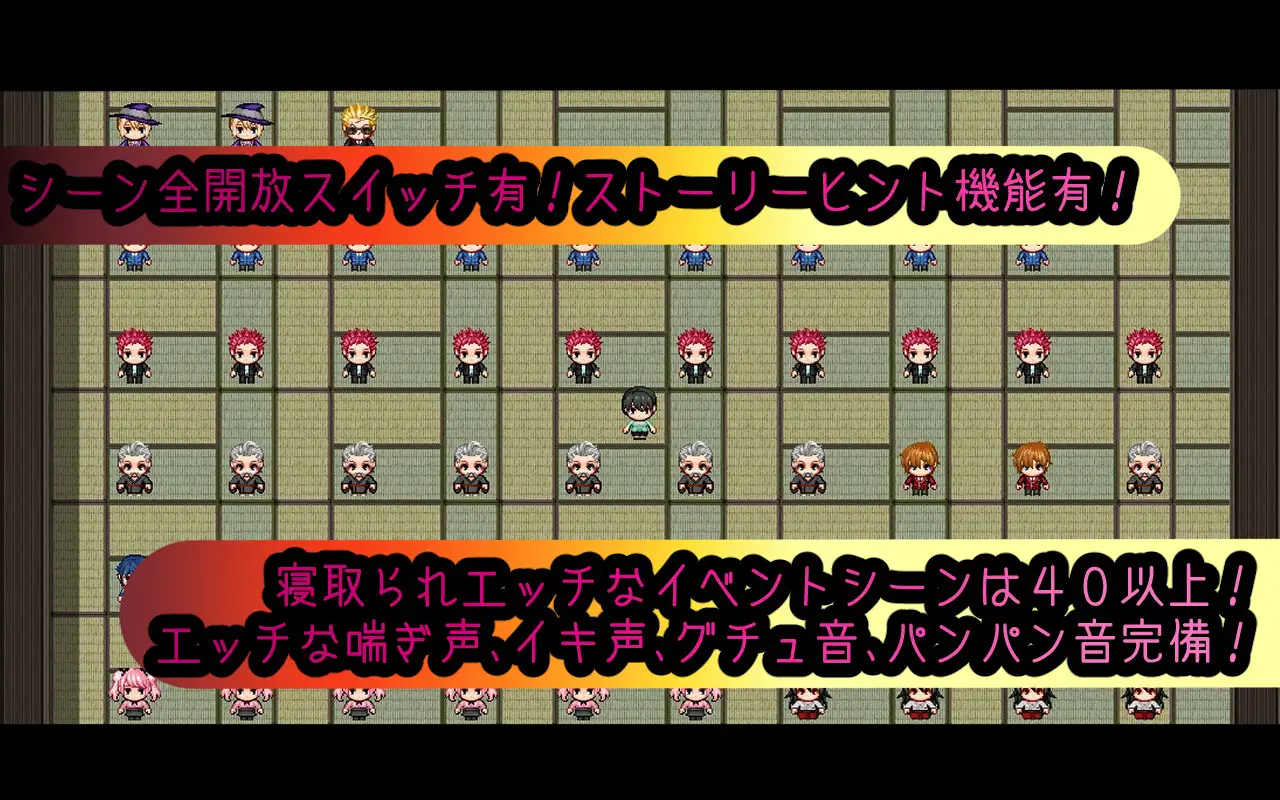 シーン全開放スイッチ有！ストーリーヒント機能有！
寝取られエッチなイベントシーンは４０以上！
エッチな喘ぎ声、イキ声、グチュ音、パンパン音完備！